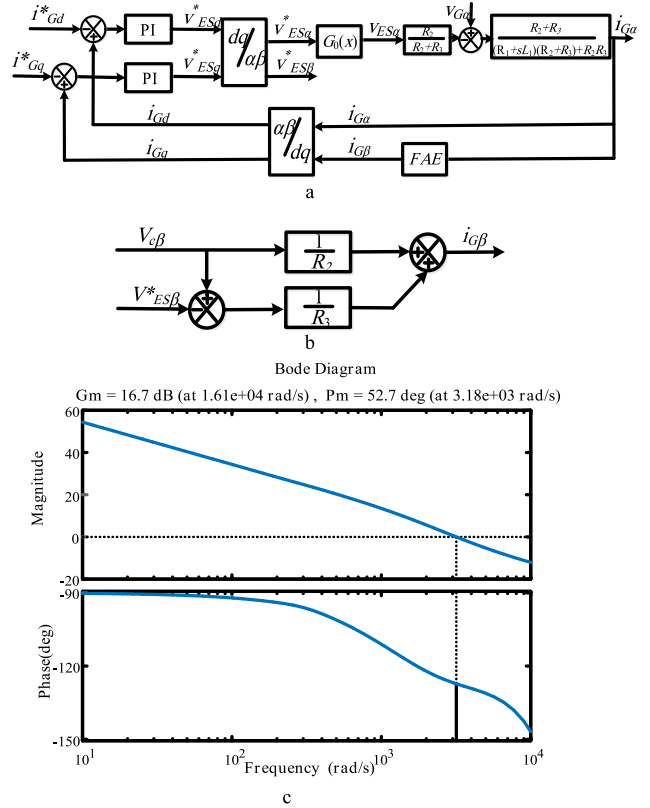 i*Gd PI V*ESd dq/αβ V*ESα G0(x) VESα R2/(R2+R3) VGα (R2+R3)/((R1+sL1)(R2+R3)+R2R3) iGα
i*Gq PI V*ESq V*ESβ
iGd αβ/dq iGα
iGq iGβ FAE
a
Vcβ 1/R2 iGβ
V*ESβ 1/R3
b
Bode Diagram
Gm = 16.7 dB (at 1.61e+04 rad/s) , Pm = 52.7 deg (at 3.18e+03 rad/s)
60
40
20
0
-20
Magnitude
-90
-120
-150
Phase(deg)
10^1 10^2 10^3 10^4
Frequency (rad/s)
c